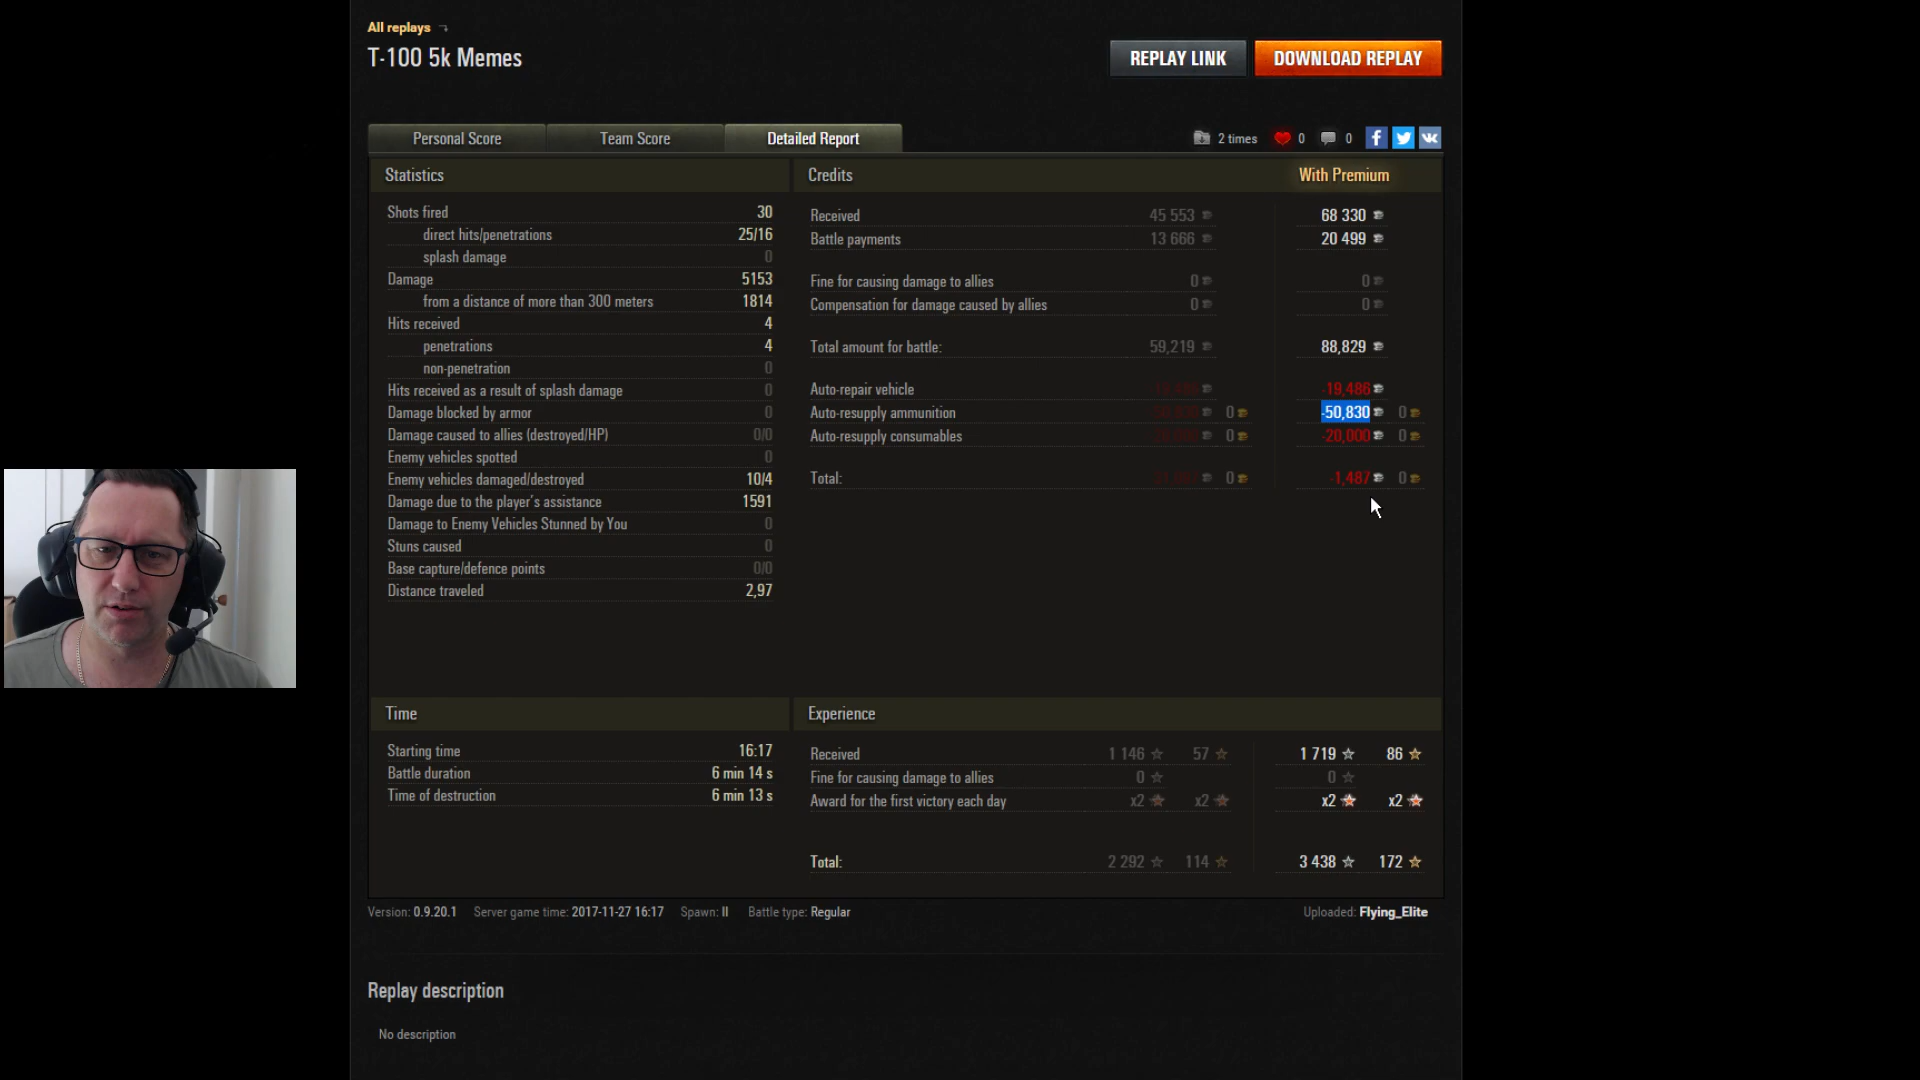 All replays
T-100 5k Memes
REPLAY LINK
DOWNLOAD REPLAY
Personal Score
Team Score
Detailed Report
2 times 0 0
Statistics
Shots fired 30
direct hits/penetrations 25/16
splash damage 0
Damage 5153
from a distance of more than 300 meters 1814
Hits received 4
penetrations 4
non-penetration 0
Hits received as a result of splash damage 0
Damage blocked by armor 0
Damage caused to allies (destroyed/HP) 0/0
Enemy vehicles spotted 0
Enemy vehicles damaged/destroyed 10/4
Damage due to the player's assistance 1591
Damage to Enemy Vehicles Stunned by You 0
Stuns caused 0
Base capture/defence points 0/0
Distance traveled 2,97
Credits With Premium
Received 45 553 68 330
Battle payments 13 666 20 499
Fine for causing damage to allies 0 0
Compensation for damage caused by allies 0 0
Total amount for battle: 59,219 88,829
Auto-repair vehicle -19,486
Auto-resupply ammunition 0 -50,830 0
Auto-resupply consumables 0 -20,000 0
Total: 0 -1,487 0
Time
Starting time 16:17
Battle duration 6 min 14 s
Time of destruction 6 min 13 s
Experience
Received 1 146 57 1 719 86
Fine for causing damage to allies 0 0
Award for the first victory each day x2 x2 x2 x2
Total: 2 292 114 3 438 172
Version: 0.9.20.1 Server game time: 2017-11-27 16:17 Spawn: II Battle type: Regular
Uploaded: Flying_Elite
Replay description
No description